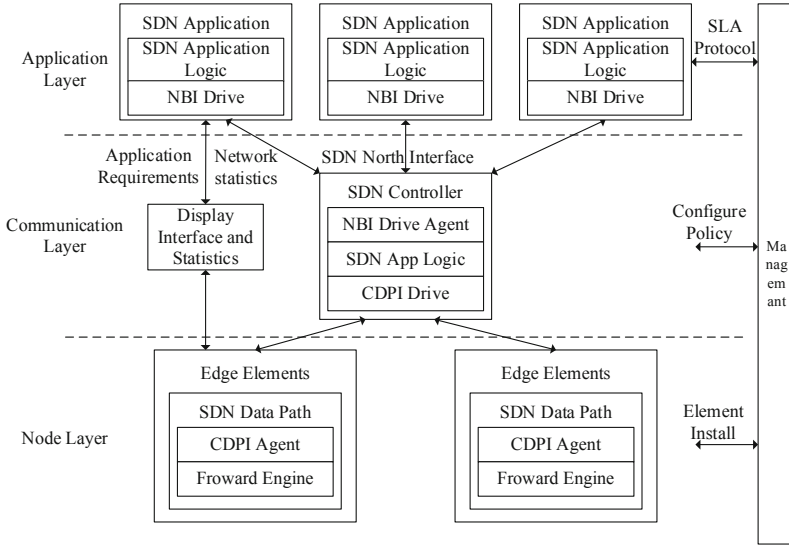 SDN Application
SDN Application
Logic
NBI Drive
SDN Application
SDN Application
Logic
NBI Drive
SDN Application
SDN Application
Logic
NBI Drive
SLA
Protocol
Application
Layer
Application
Requirements
Network
statistics
SDN North Interface
Communication
Layer
Display
Interface and
Statistics
SDN Controller
NBI Drive Agent
SDN App Logic
CDPI Drive
Configure
Policy
Ma
nag
em
ant
Node Layer
Edge Elements
SDN Data Path
CDPI Agent
Froward Engine
Edge Elements
SDN Data Path
CDPI Agent
Froward Engine
Element
Install